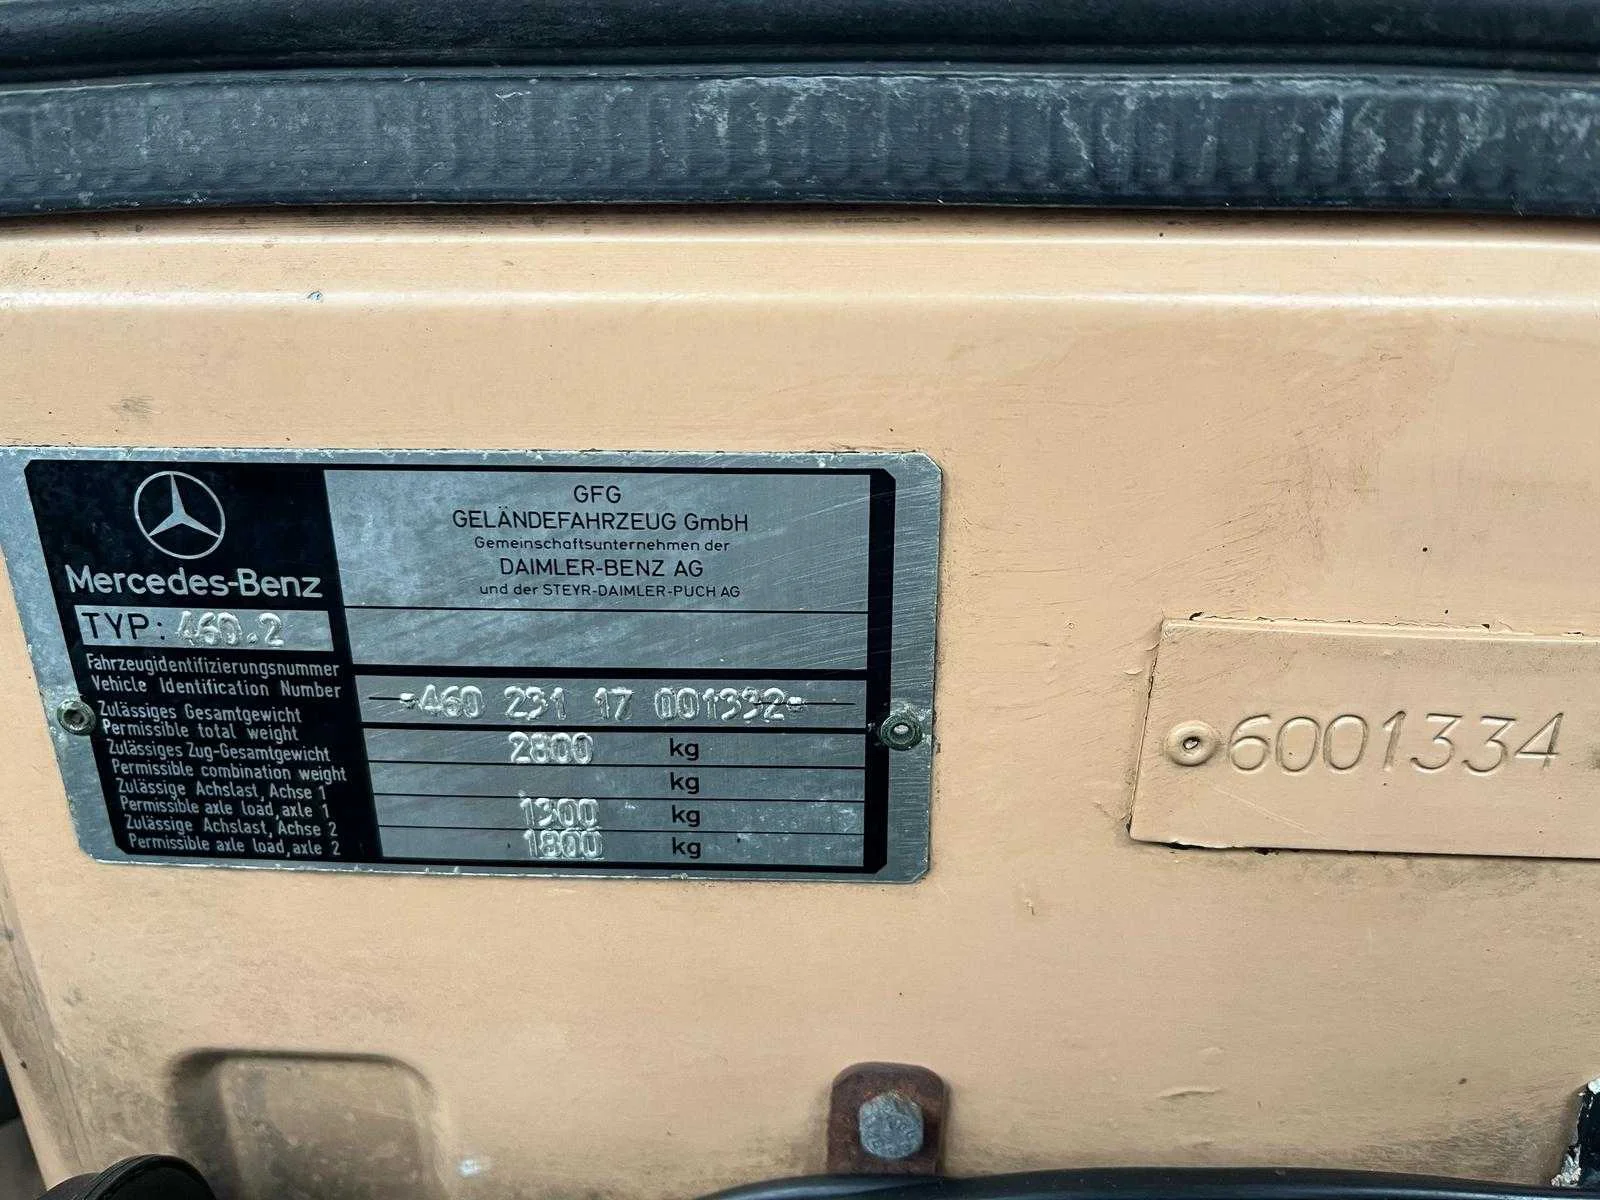 Mercedes-Benz
GFG
GELÄNDEFAHRZEUG GmbH
Gemeinschaftsunternehmen der
DAIMLER-BENZ AG
und der STEYR-DAIMLER-PUCH AG
TYP: 460.2
Fahrzeugidentifizierungsnummer
Vehicle Identification Number
460 231 17 001332
Zulässiges Gesamtgewicht
Permissible total weight
2800 kg
Zulässiges Zug-Gesamtgewicht
Permissible combination weight
kg
Zulässige Achslast, Achse 1
Permissible axle load, axle 1
1300 kg
Zulässige Achslast, Achse 2
Permissible axle load, axle 2
1800 kg
6001334